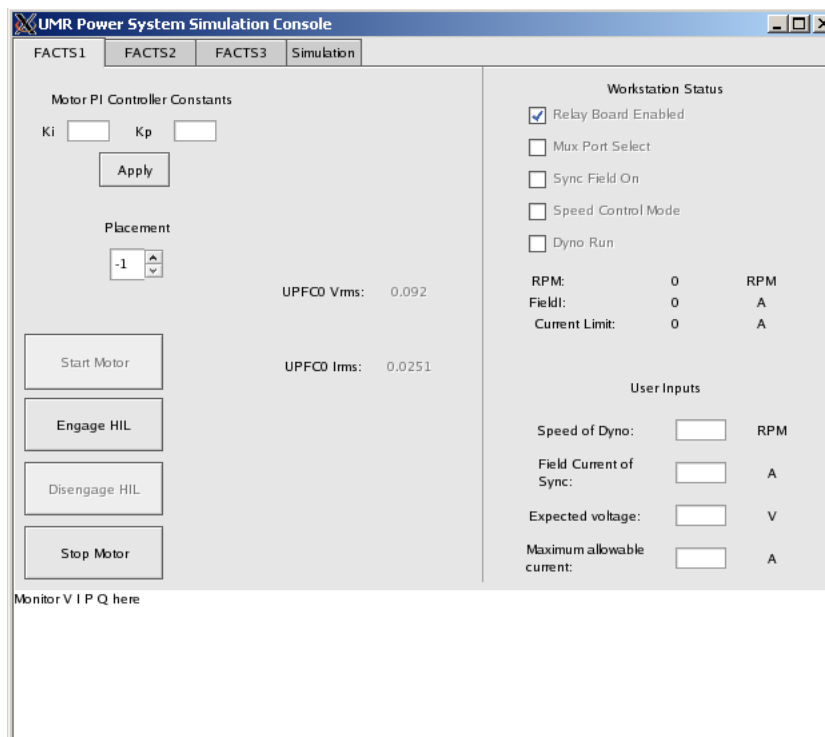 UMR Power System Simulation Console
FACTS1 FACTS2 FACTS3 Simulation
Motor PI Controller Constants
Ki Kp
Apply
Placement
-1
UPFC0 Vrms: 0.092
Start Motor
UPFC0 Irms: 0.0251
Engage HIL
Disengage HIL
Stop Motor
Workstation Status
Relay Board Enabled
Mux Port Select
Sync Field On
Speed Control Mode
Dyno Run
RPM: 0 RPM
FieldI: 0 A
Current Limit: 0 A
User Inputs
Speed of Dyno: RPM
Field Current of
Sync: A
Expected voltage: V
Maximum allowable
current: A
Monitor V I P Q here